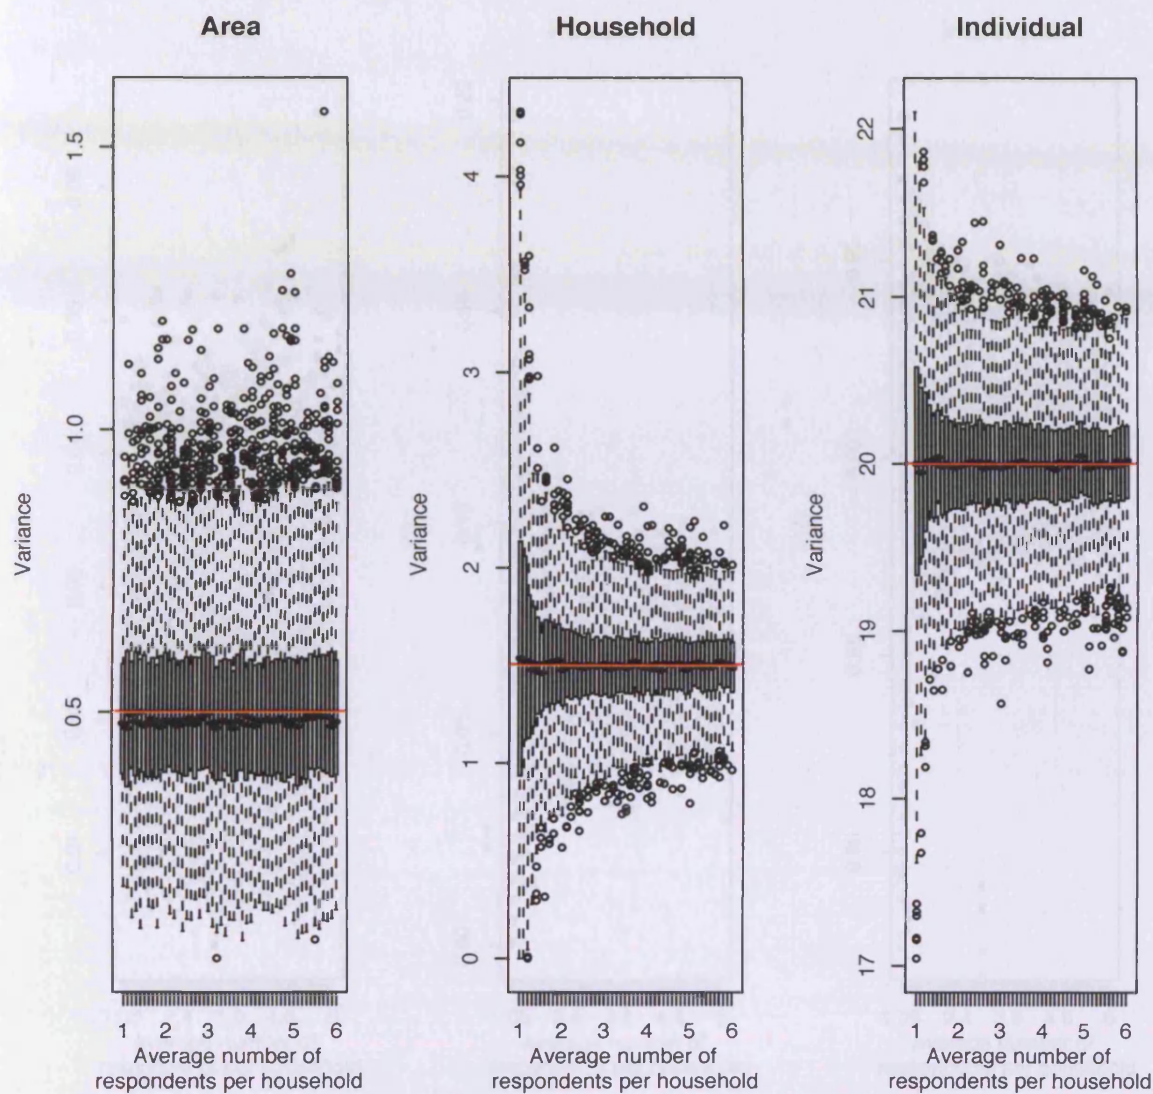 Area
Household
Individual
Variance
1.5
1.0
0.5
1 2 3 4 5 6
Average number of
respondents per household
Variance
4
3
2
1
0
1 2 3 4 5 6
Average number of
respondents per household
Variance
22
21
20
19
18
17
1 2 3 4 5 6
Average number of
respondents per household